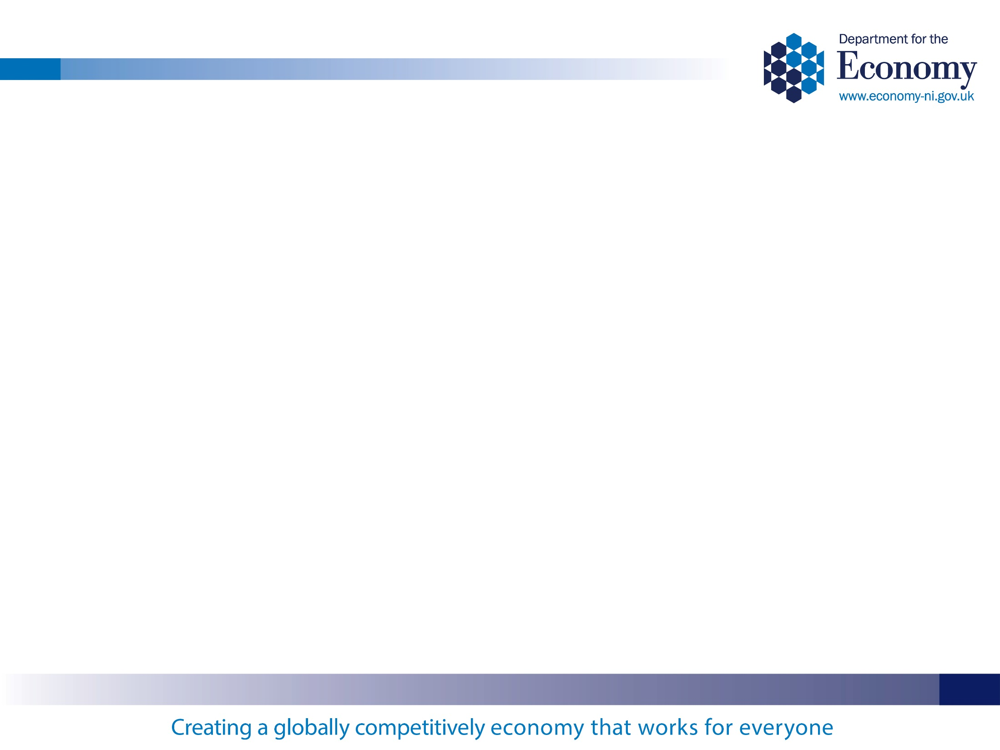 Department for the
Economy
www.economy-ni.gov.uk
Creating a globally competitively economy that works for everyone